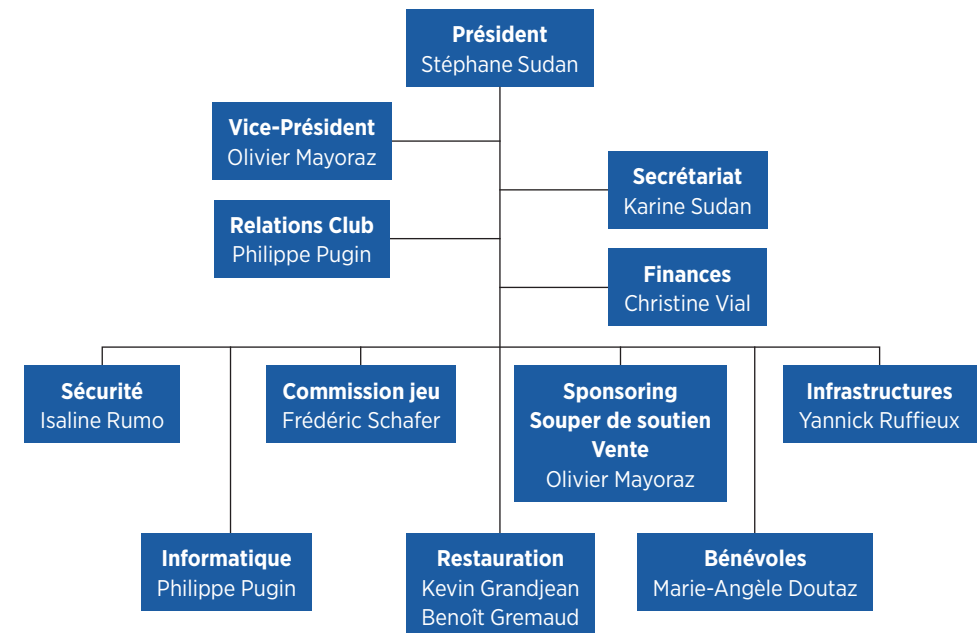 Président
Stéphane Sudan
Vice-Président
Olivier Mayoraz
Secrétariat
Karine Sudan
Relations Club
Philippe Pugin
Finances
Christine Vial
Sécurité
Isaline Rumo
Commission jeu
Frédéric Schafer
Sponsoring
Souper de soutien
Vente
Olivier Mayoraz
Infrastructures
Yannick Ruffieux
Informatique
Philippe Pugin
Restauration
Kevin Grandjean
Benoît Gremaud
Bénévoles
Marie-Angèle Doutaz